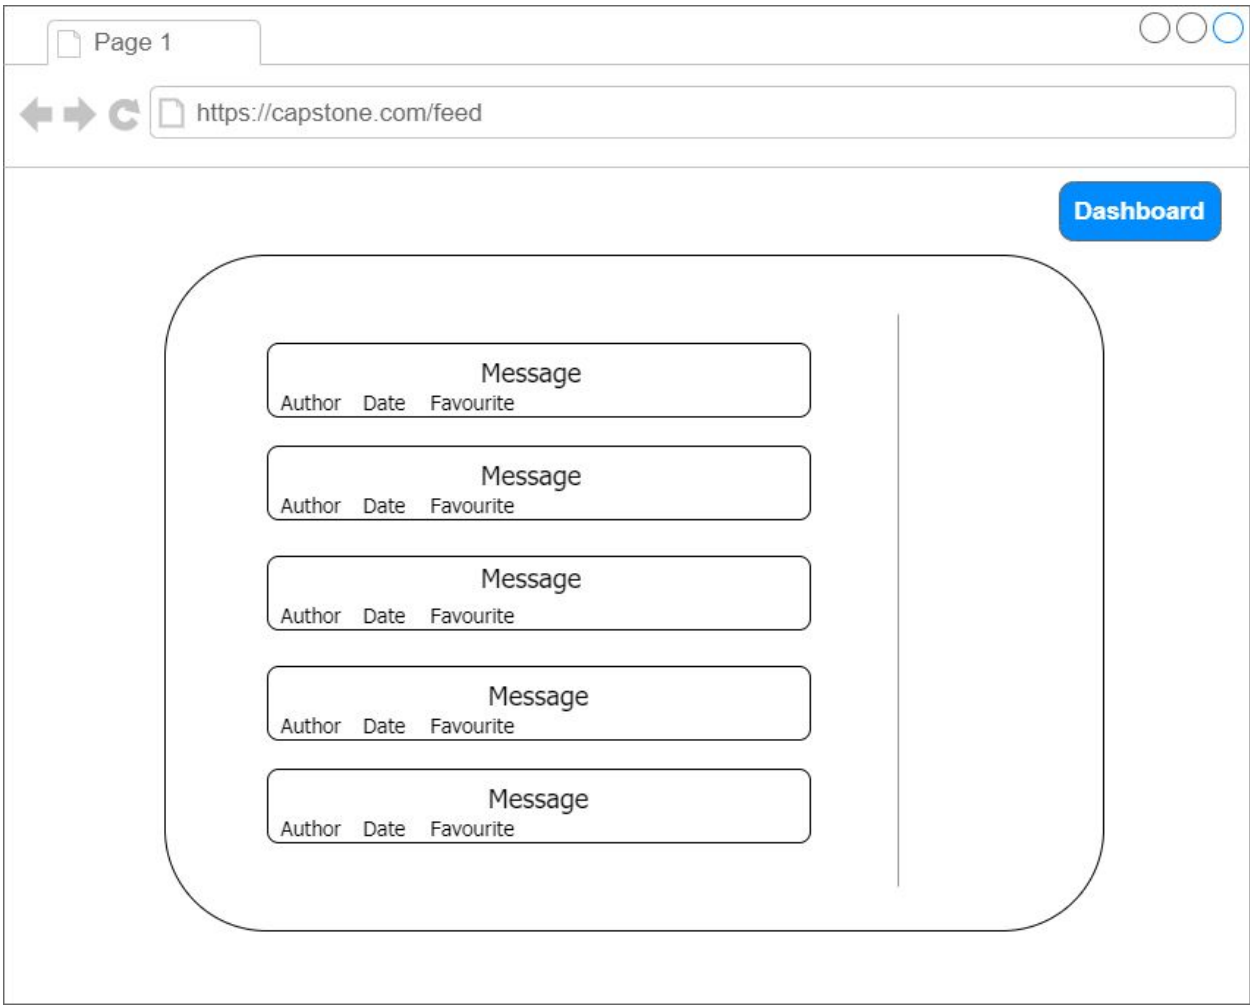 Page 1
https://capstone.com/feed
Dashboard
Message
Author Date Favourite
Message
Author Date Favourite
Message
Author Date Favourite
Message
Author Date Favourite
Message
Author Date Favourite